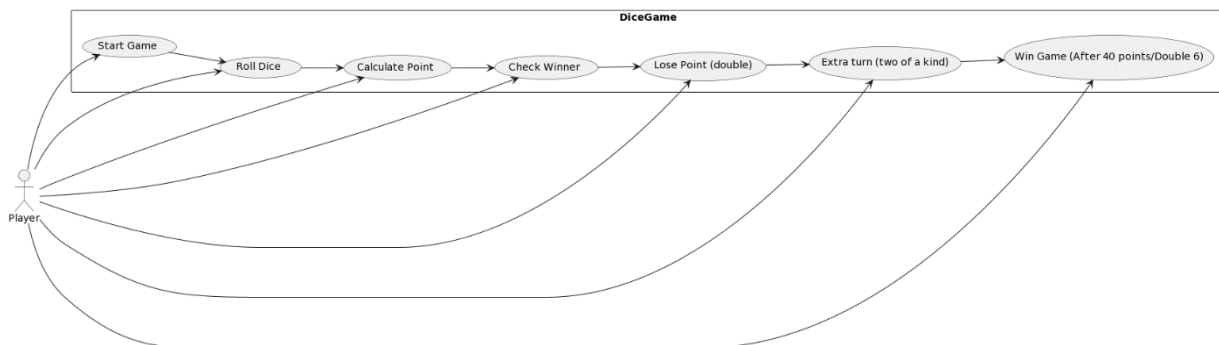 DiceGame
Start Game
Roll Dice
Calculate Point
Check Winner
Lose Point (double)
Extra turn (two of a kind)
Win Game (After 40 points/Double 6)
Player